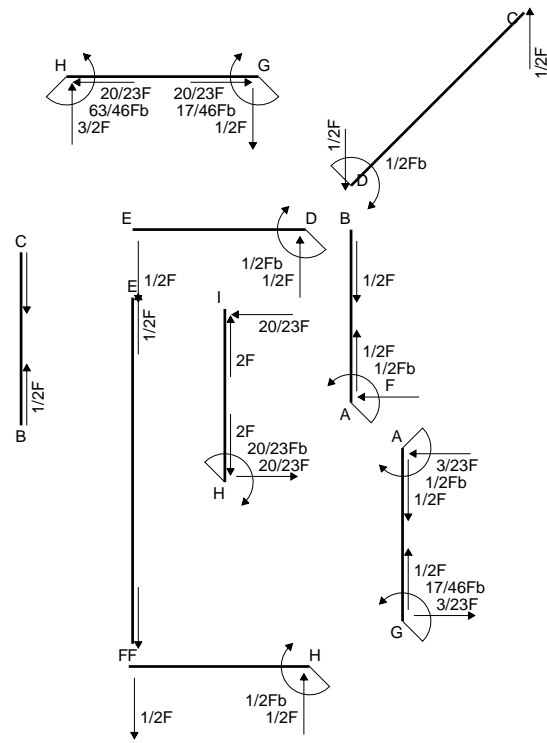 C
1/2F
H G
20/23F 20/23F
63/46Fb 17/46Fb
3/2F 1/2F
1/2F
1/2Fb
D
E D
1/2Fb
1/2F 1/2F
B
1/2F
1/2F
1/2Fb
F
A
C
1/2F
B
E
1/2F
I
20/23F
2F
2F
20/23Fb
20/23F
H
A
3/23F
1/2Fb
1/2F
1/2F
17/46Fb
3/23F
G
FF H
1/2Fb
1/2F 1/2F